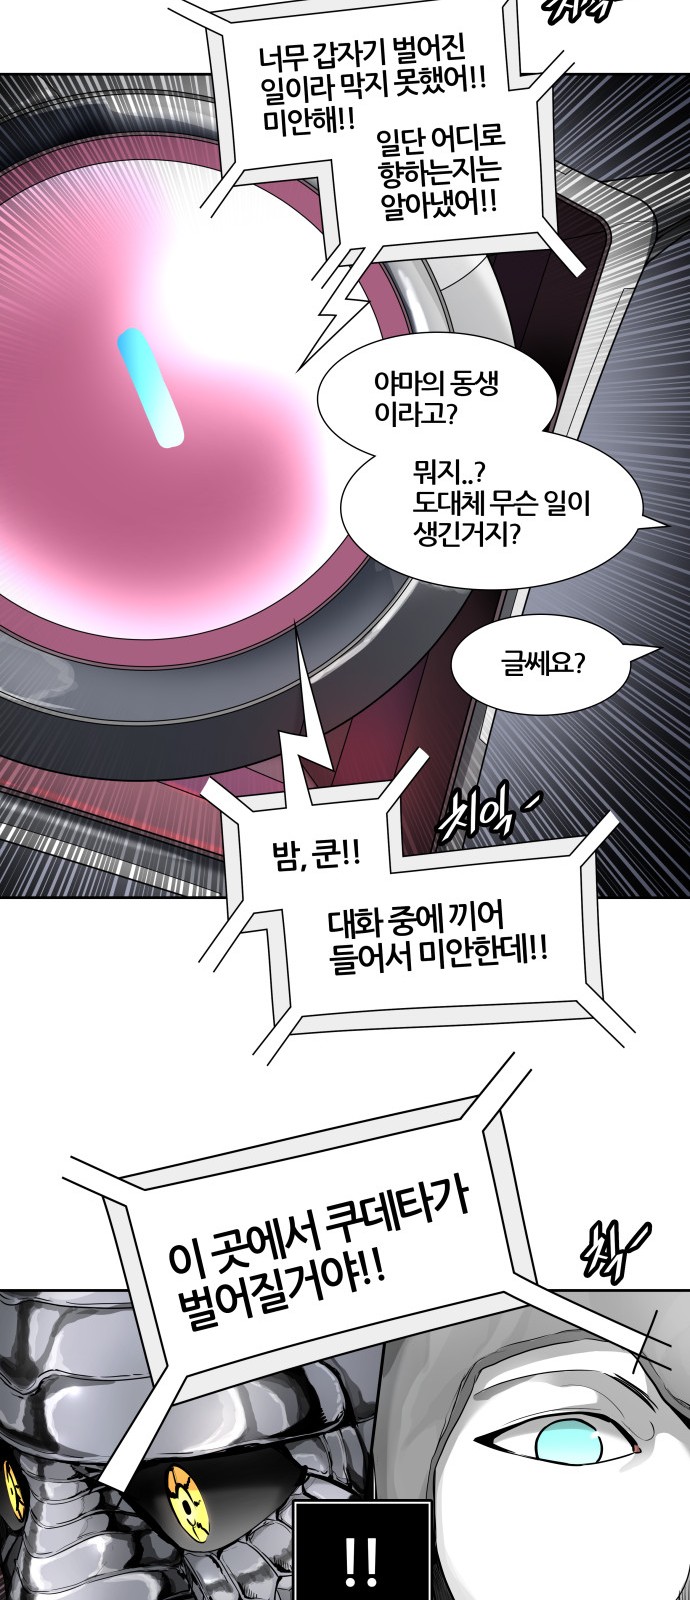 너무 갑자기 벌어진
일이라 막지 못했어!!
미안해!!
일단 어디로
향하는지는
알아냈어!!
야마의 동생
이라고?
뭐지..?
도대체 무슨 일이
생긴거지?
글쎄요?
치익-
밤, 쿤!!
대화 중에 끼어
들어서 미안한데!!
이 곳에서 쿠데타가
벌어질거야!!
칙-
!!